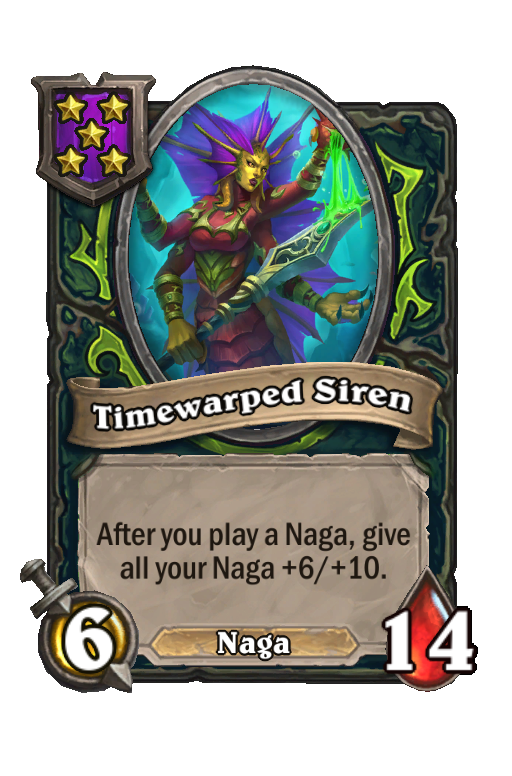 Timewarped Siren
After you play a Naga, give
all your Naga +6/+10.
6
Naga
14